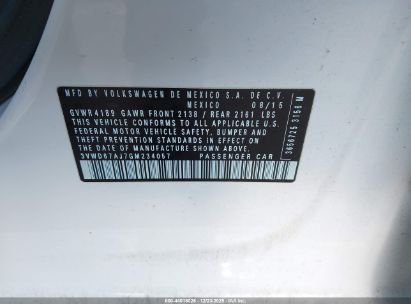 MFD BY VOLKSWAGEN DE MEXICO S.A. DE C.V.
MEXICO 08/15
GVWR4189 GAWR FRONT 2138 / REAR 2161 LBS
THIS VEHICLE CONFORMS TO ALL APPLICABLE U.S.
FEDERAL MOTOR VEHICLE SAFETY, BUMPER AND
THEFT PREVENTION STANDARDS IN EFFECT ON
THE DATE OF MANUFACTURE SHOWN ABOVE.
3VWD67AJ7GM234067 PASSENGER CAR